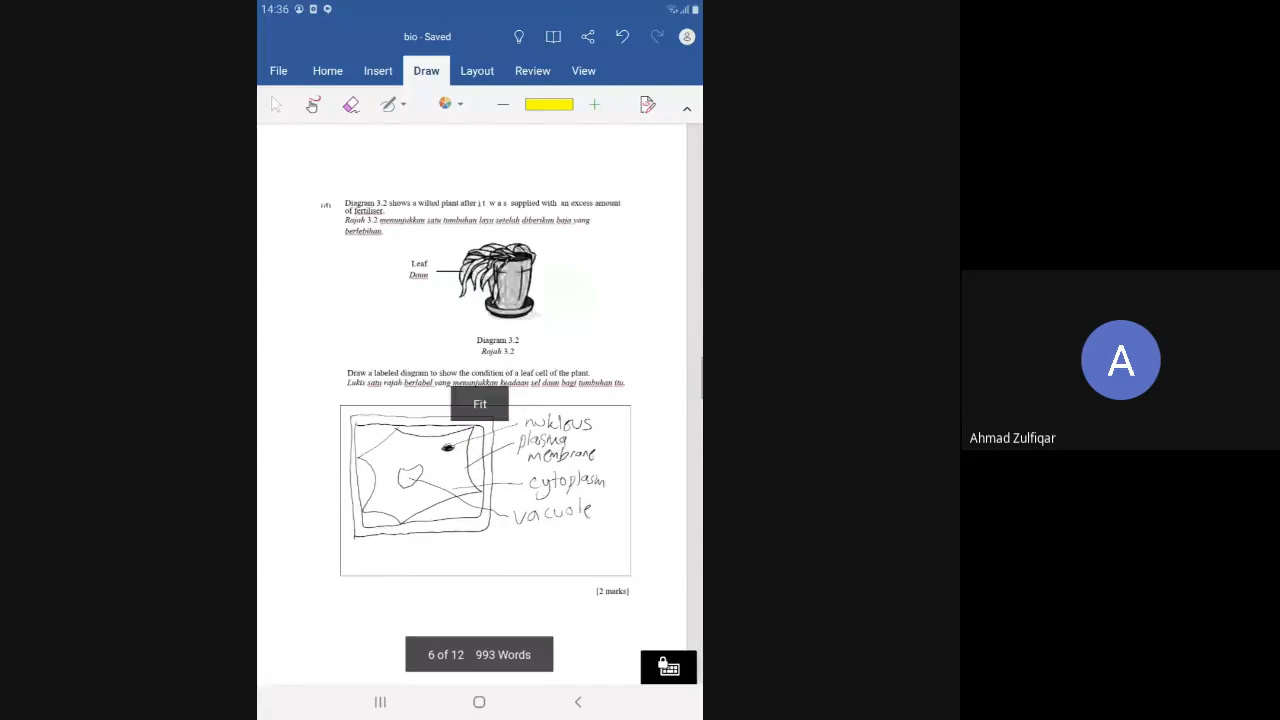 14:36
bio - Saved
File Home Insert Draw Layout Review View
(d) Diagram 3.2 shows a wilted plant after i t w a s supplied with an excess amount
of fertiliser.
Rajah 3.2 menunjukkan satu tumbuhan layu setelah diberikan baja yang
berlebihan.
Leaf
Daun
Diagram 3.2
Rajah 3.2
Draw a labeled diagram to show the condition of a leaf cell of the plant.
Lukis satu rajah berlabel yang menunjukkan keadaan sel daun bagi tumbuhan itu.
Fit
nukleus
plasma
membrane
cytoplasm
vacuole
[2 marks]
6 of 12 993 Words
A
Ahmad Zulfiqar